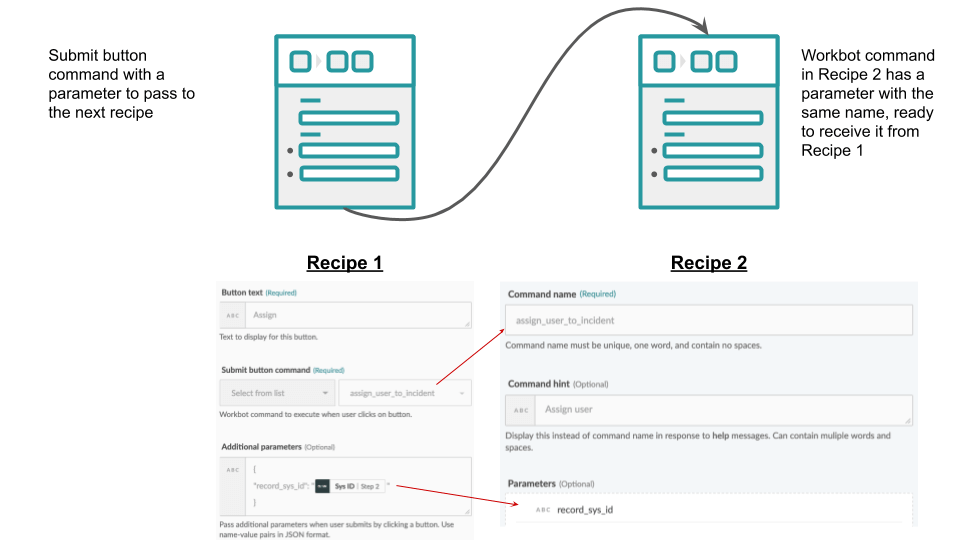 Submit button
command with a
parameter to pass to
the next recipe
Workbot command
in Recipe 2 has a
parameter with the
same name, ready
to receive it from
Recipe 1
Recipe 1
Button text (Required)
ABC Assign
Text to display for this button.
Submit button command (Required)
Select from list assign_user_to_incident
Workbot command to execute when user clicks on button.
Additional parameters (Optional)
ABC {
"record_sys_id": " Sys ID | Step 2 "
}
Pass additional parameters when user submits by clicking a button. Use
name-value pairs in JSON format.
Recipe 2
Command name (Required)
assign_user_to_incident
Command name must be unique, one word, and contain no spaces.
Command hint (Optional)
ABC Assign user
Display this instead of command name in response to help messages. Can contain muliple words and
spaces.
Parameters (Optional)
ABC record_sys_id